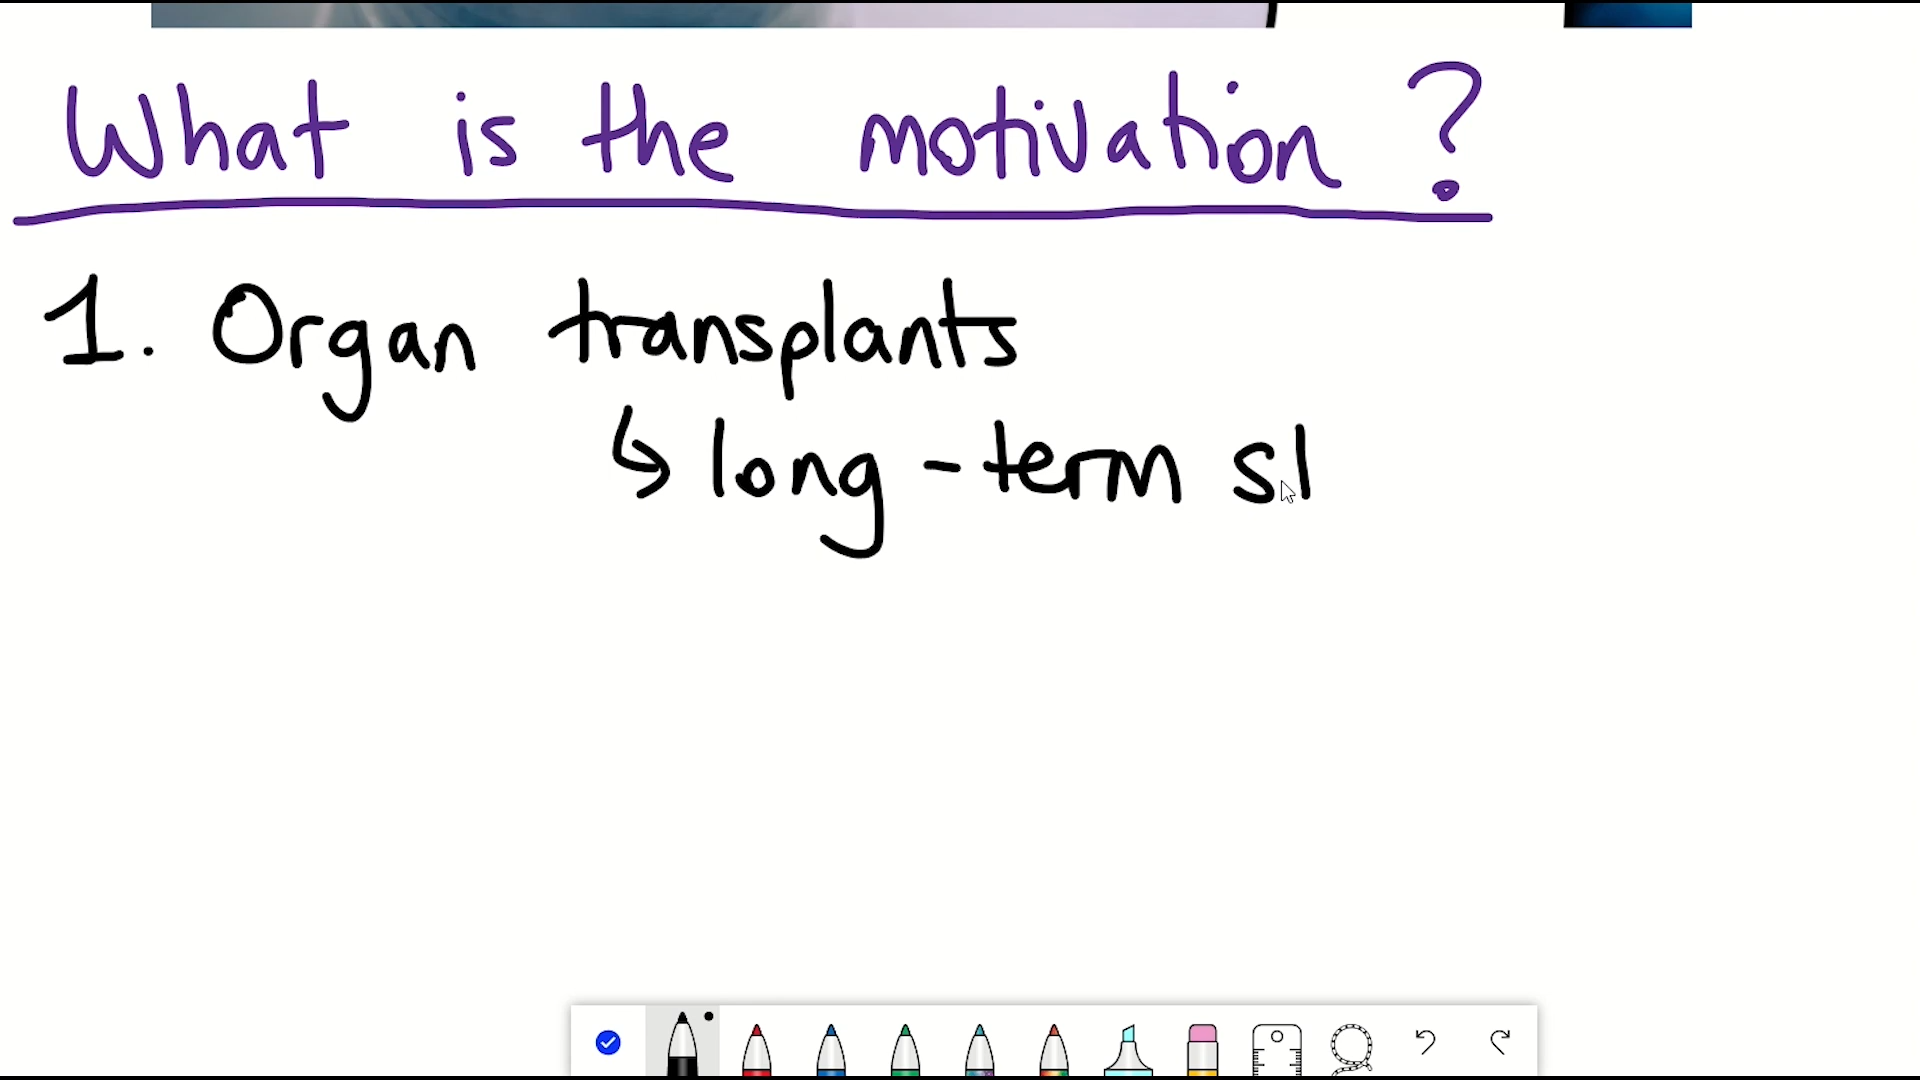 What is the motivation?
1. Organ transplants
↳ long-term sl